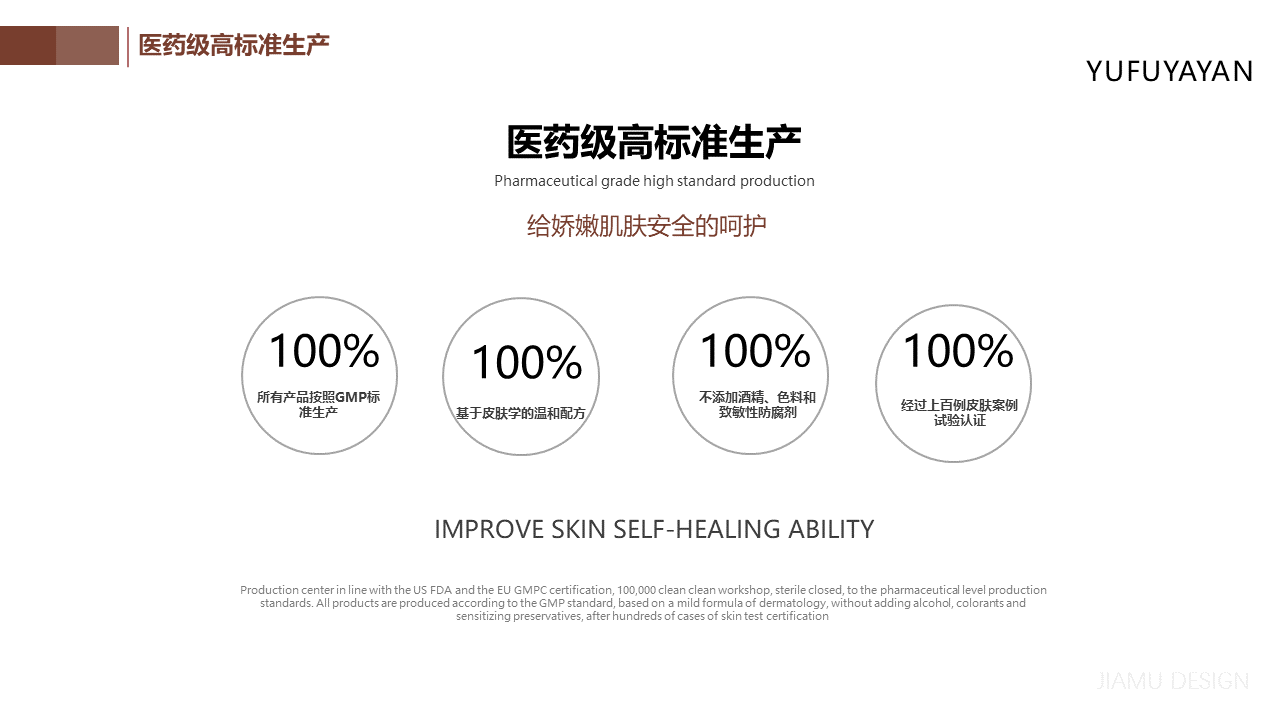 医药级高标准生产
YUFUYAYAN
医药级高标准生产
Pharmaceutical grade high standard production
给娇嫩肌肤安全的呵护
100%
所有产品按照GMP标
准生产
100%
基于皮肤学的温和配方
100%
不添加酒精、色料和
致敏性防腐剂
100%
经过上百例皮肤案例
试验认证
IMPROVE SKIN SELF-HEALING ABILITY
Production center in line with the US FDA and the EU GMPC certification, 100,000 clean clean workshop, sterile closed, to the pharmaceutical level production
standards. All products are produced according to the GMP standard, based on a mild formula of dermatology, without adding alcohol, colorants and
sensitizing preservatives, after hundreds of cases of skin test certification
JIAMU DESIGN